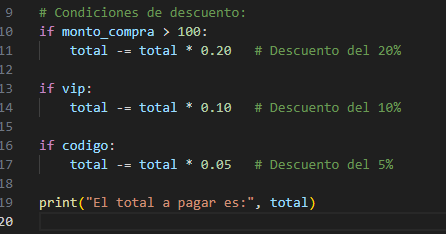 9 # Condiciones de descuento:
10 if monto_compra > 100:
11 total -= total * 0.20 # Descuento del 20%
12
13 if vip:
14 total -= total * 0.10 # Descuento del 10%
15
16 if codigo:
17 total -= total * 0.05 # Descuento del 5%
18
19 print("El total a pagar es:", total)
20